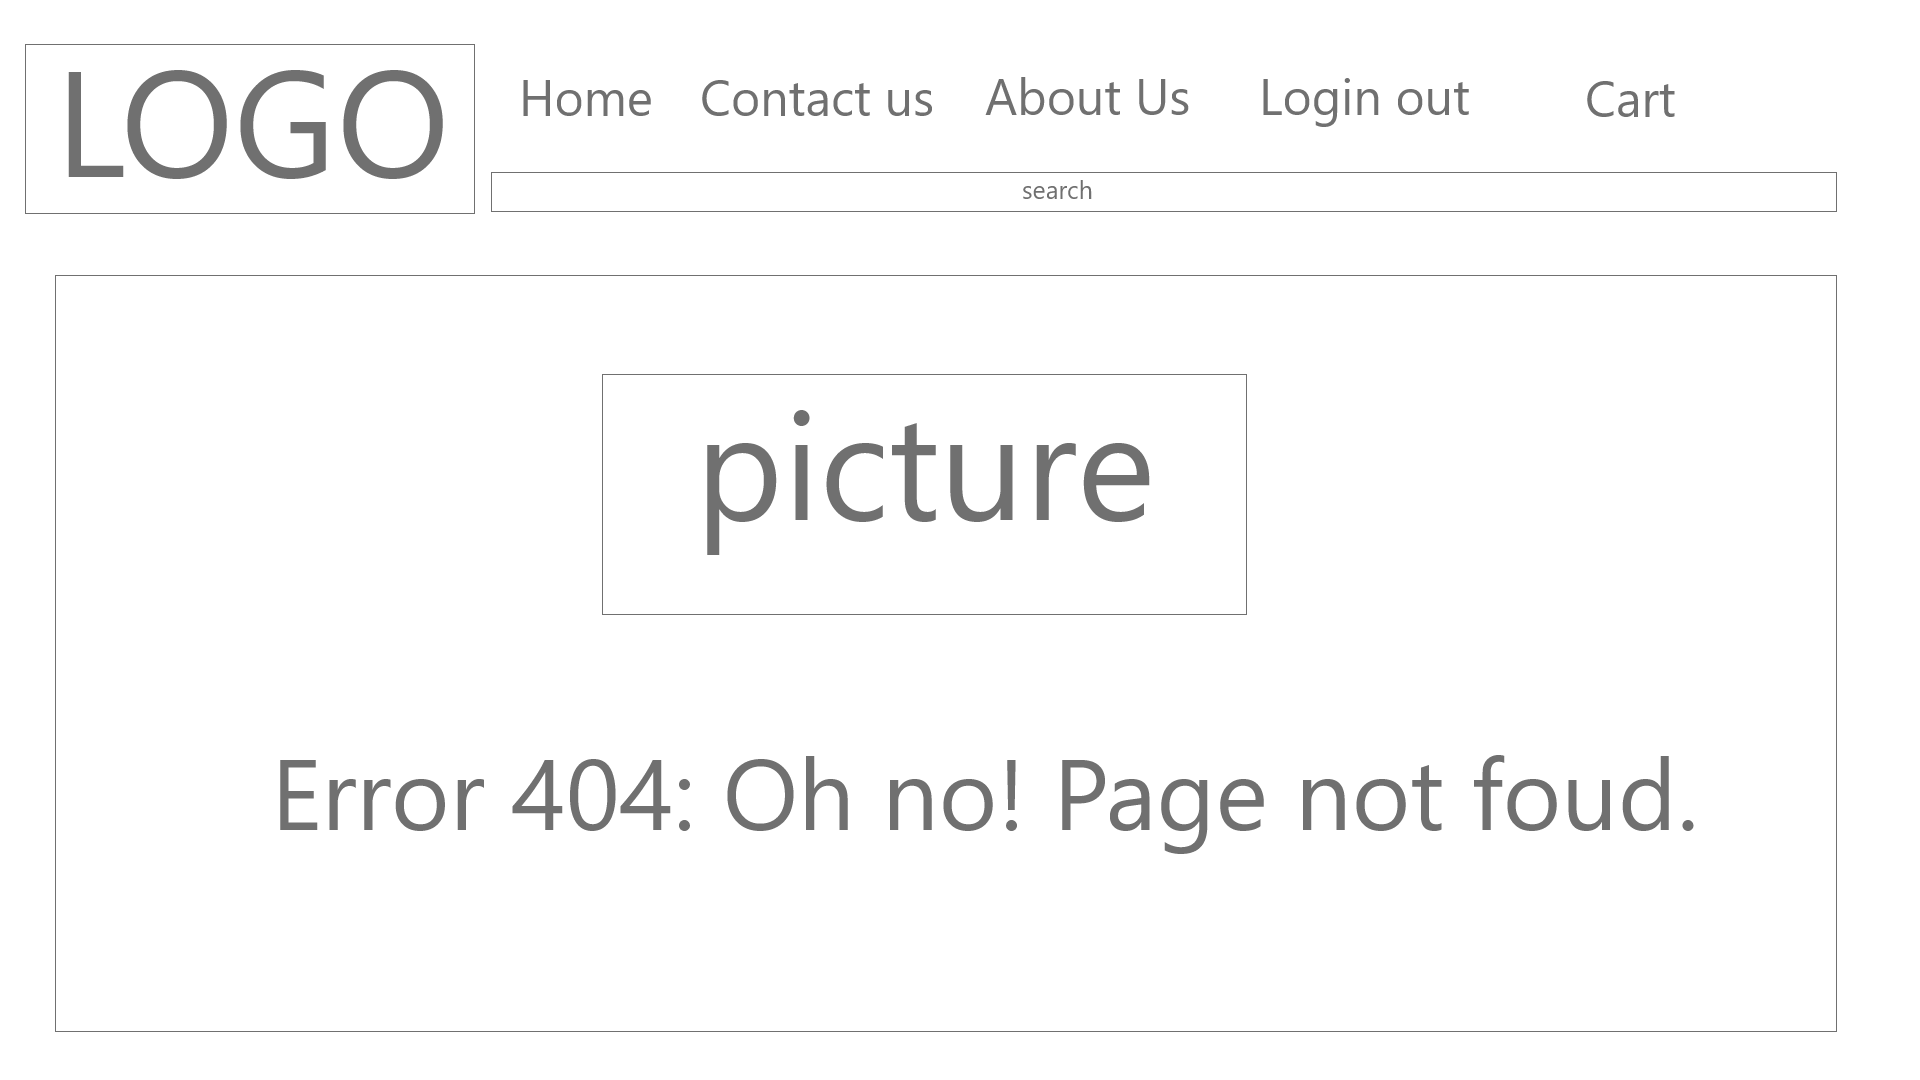 LOGO
Home Contact us About Us Login out Cart
search
picture
Error 404: Oh no! Page not foud.